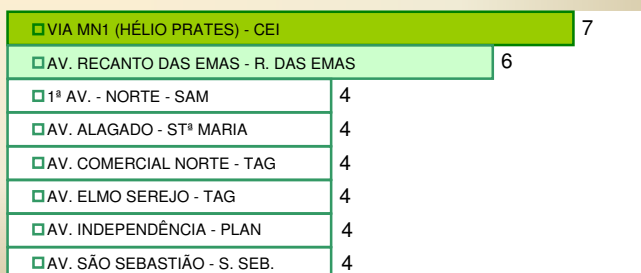 VIA MN1 (HÉLIO PRATES) - CEI 7
AV. RECANTO DAS EMAS - R. DAS EMAS 6
1ª AV. - NORTE - SAM 4
AV. ALAGADO - STª MARIA 4
AV. COMERCIAL NORTE - TAG 4
AV. ELMO SEREJO - TAG 4
AV. INDEPENDÊNCIA - PLAN 4
AV. SÃO SEBASTIÃO - S. SEB. 4